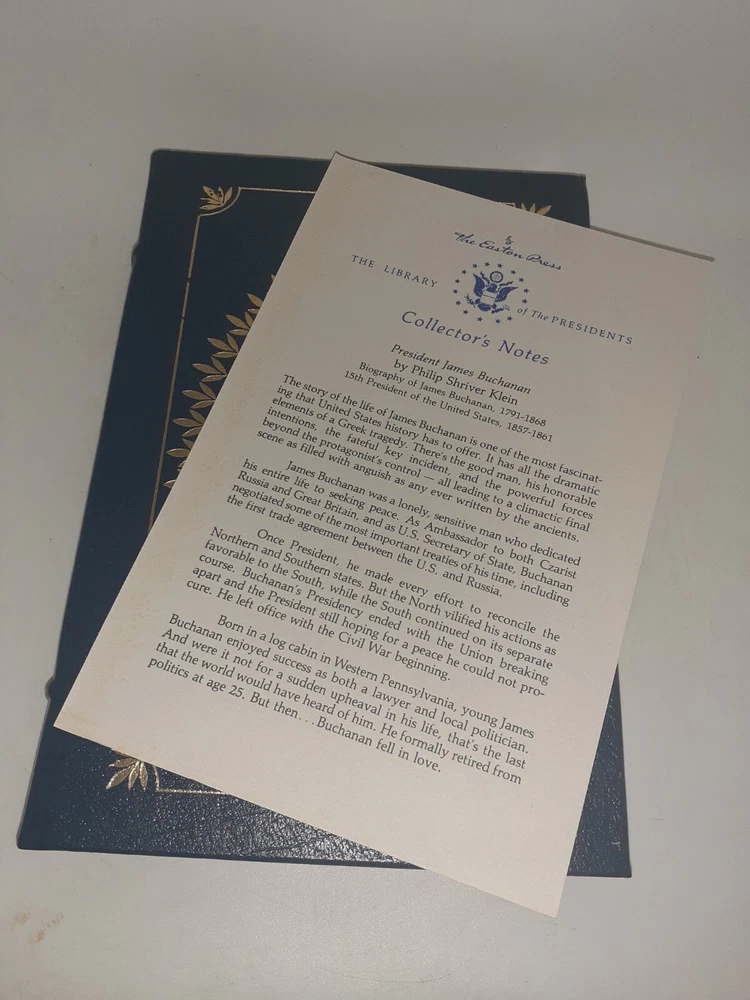 The Easton Press
THE LIBRARY of The PRESIDENTS
Collector's Notes
President James Buchanan
by Philip Shriver Klein
Biography of James Buchanan, 1791-1868
15th President of the United States, 1857-1861
The story of the life of James Buchanan is one of the most fascinat-
ing that United States history has to offer. It has all the dramatic
elements of a Greek tragedy. There's the good man, his honorable
intentions, the fateful key incident, and the powerful forces
beyond the protagonist's control — all leading to a climactic final
scene as filled with anguish as any ever written by the ancients.
James Buchanan was a lonely, sensitive man who dedicated
his entire life to seeking peace. As Ambassador to both Czarist
Russia and Great Britain, and as U.S. Secretary of State, Buchanan
negotiated some of the most important treaties of his time, including
the first trade agreement between the U.S. and Russia.
Once President, he made every effort to reconcile the
Northern and Southern states. But the North vilified his actions as
favorable to the South, while the South continued on its separate
course. Buchanan's Presidency ended with the Union breaking
apart and the President still hoping for a peace he could not pro-
cure. He left office with the Civil War beginning.
Born in a log cabin in Western Pennsylvania, young James
Buchanan enjoyed success as both a lawyer and local politician.
And were it not for a sudden upheaval in his life, that's the last
that the world would have heard of him. He formally retired from
politics at age 25. But then . . . Buchanan fell in love.